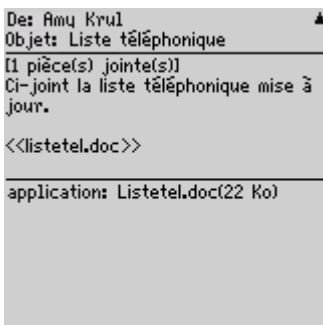 De: Amy Krul
Objet: Liste téléphonique
[1 pièce(s) jointe(s)]
Ci-joint la liste téléphonique mise à
jour.
<<listetel.doc>>
application: Listetel.doc(22 Ko)